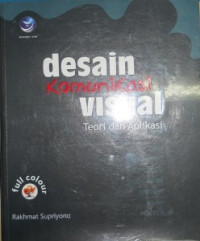 desain
komunikasi
visual
Teori dan Aplikasi
full colour
Rakhmat Supriyono